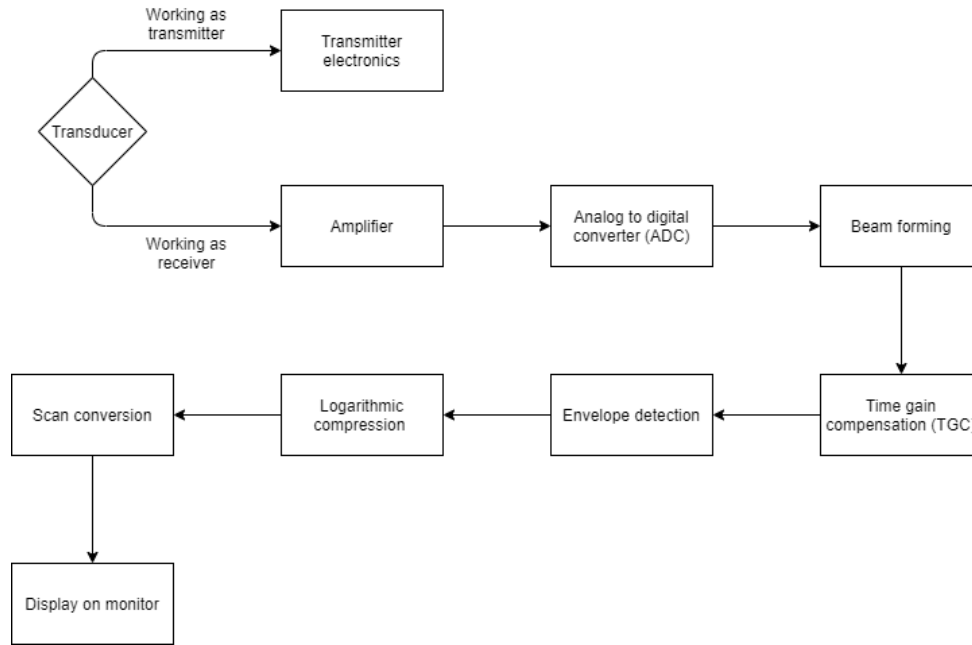 Working as
transmitter
Transmitter
electronics
Transducer
Working as
receiver
Amplifier
Analog to digital
converter (ADC)
Beam forming
Time gain
compensation (TGC)
Envelope detection
Logarithmic
compression
Scan conversion
Display on monitor